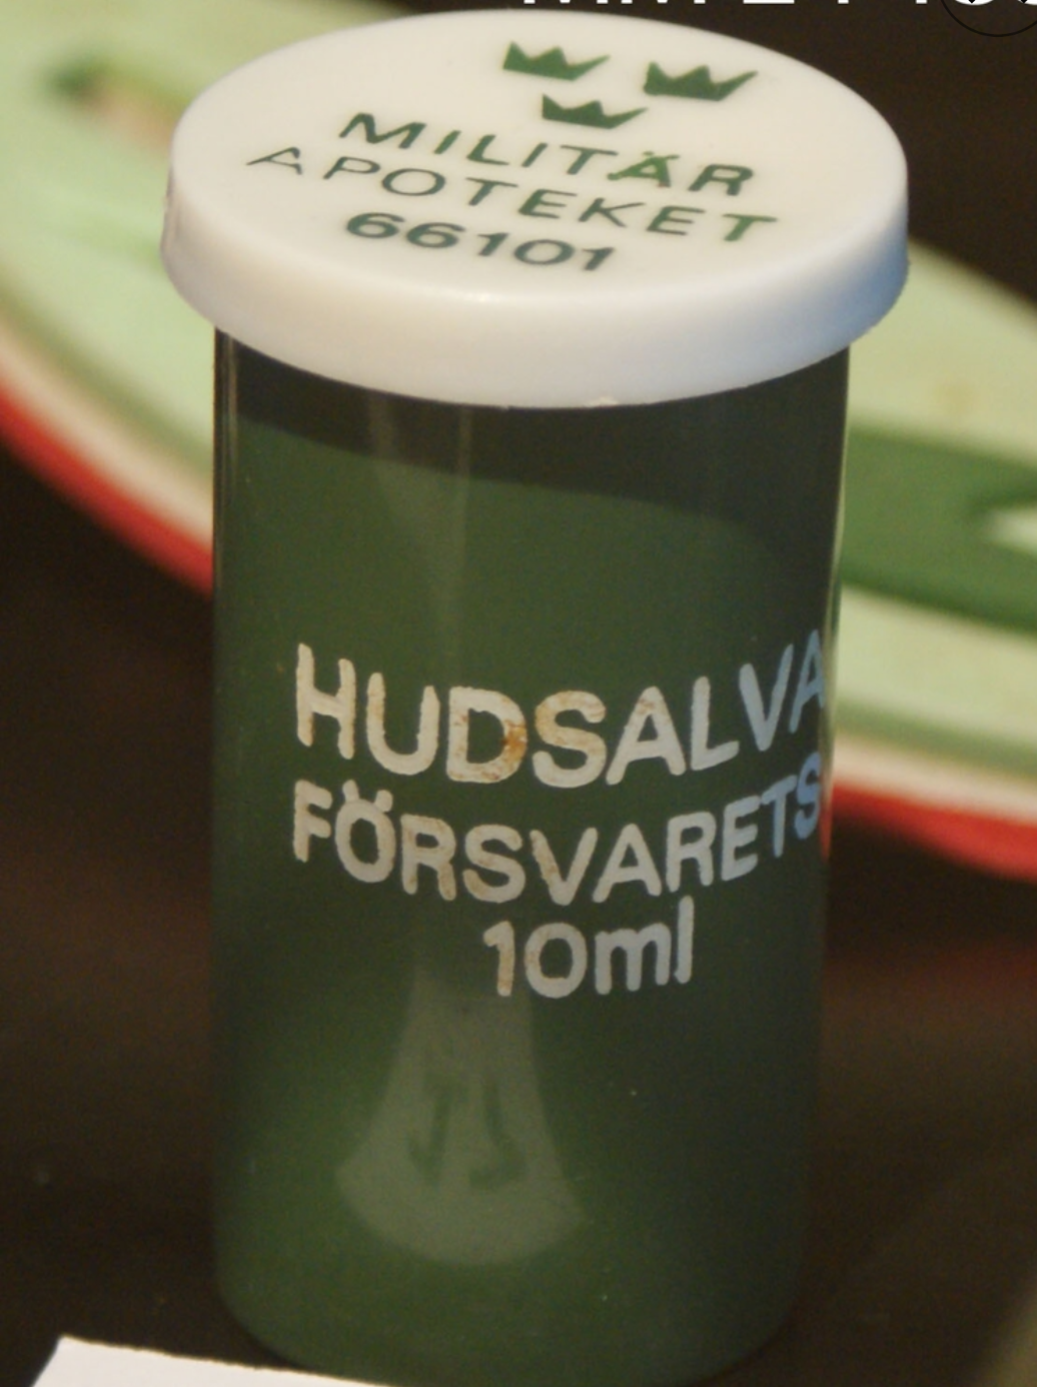 MILITÄR
APOTEKET
66101
HUDSALVA
FÖRSVARETS
10ml